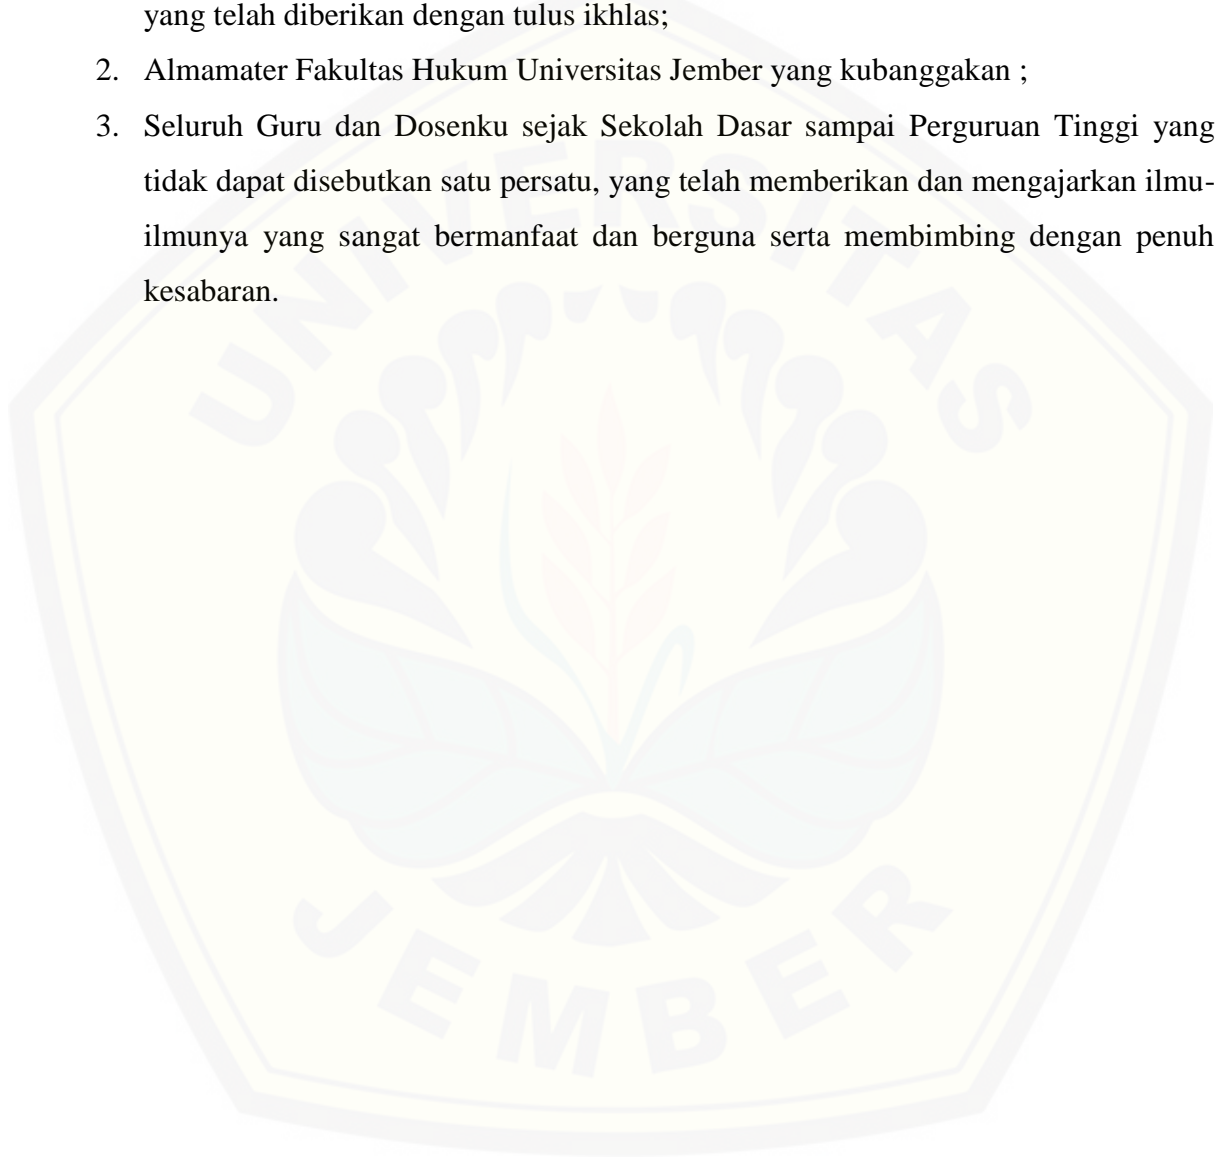 yang telah diberikan dengan tulus ikhlas;
2. Almamater Fakultas Hukum Universitas Jember yang kubanggakan ;
3. Seluruh Guru dan Dosenku sejak Sekolah Dasar sampai Perguruan Tinggi yang
tidak dapat disebutkan satu persatu, yang telah memberikan dan mengajarkan ilmu-
ilmunya yang sangat bermanfaat dan berguna serta membimbing dengan penuh
kesabaran.
UNIVERSITAS
JEMBER